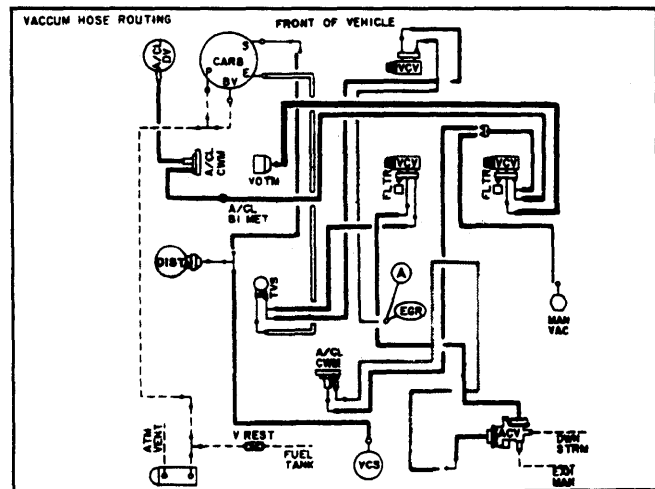 VACCUM HOSE ROUTING
FRONT OF VEHICLE
A/CL
DV
CARB
S
E
P
BV
VCV
A/CL
CWM
VOTM
A/CL
BI MET
FLTR
VCV
FLTR
VCV
DIST
TVS
A
EGR
MAN
VAC
A/CL
CWM
ATM
VENT
V REST
FUEL
TANK
VCS
ACV
DWN
STRM
EXH
MAN